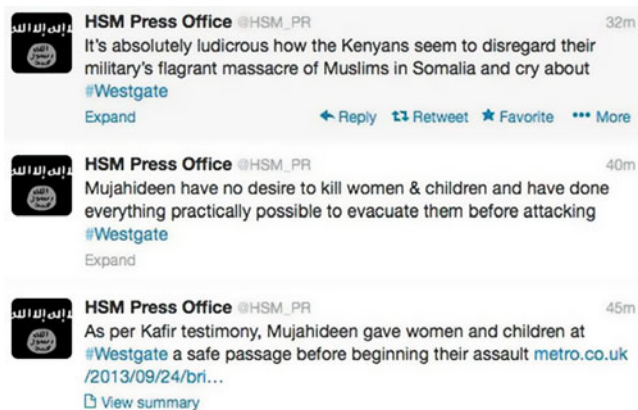 HSM Press Office @HSM_PR 32m
It's absolutely ludicrous how the Kenyans seem to disregard their
military's flagrant massacre of Muslims in Somalia and cry about
#Westgate
Expand Reply Retweet Favorite More
HSM Press Office @HSM_PR 40m
Mujahideen have no desire to kill women & children and have done
everything practically possible to evacuate them before attacking
#Westgate
Expand
HSM Press Office @HSM_PR 45m
As per Kafir testimony, Mujahideen gave women and children at
#Westgate a safe passage before beginning their assault metro.co.uk
/2013/09/24/bri...
View summary